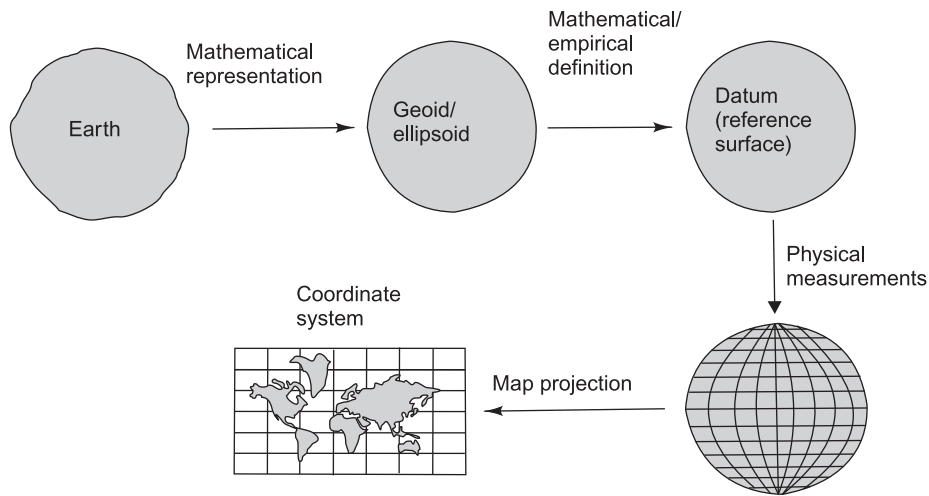 Earth
Mathematical
representation
Geoid/
ellipsoid
Mathematical/
empirical
definition
Datum
(reference
surface)
Physical
measurements
Map projection
Coordinate
system